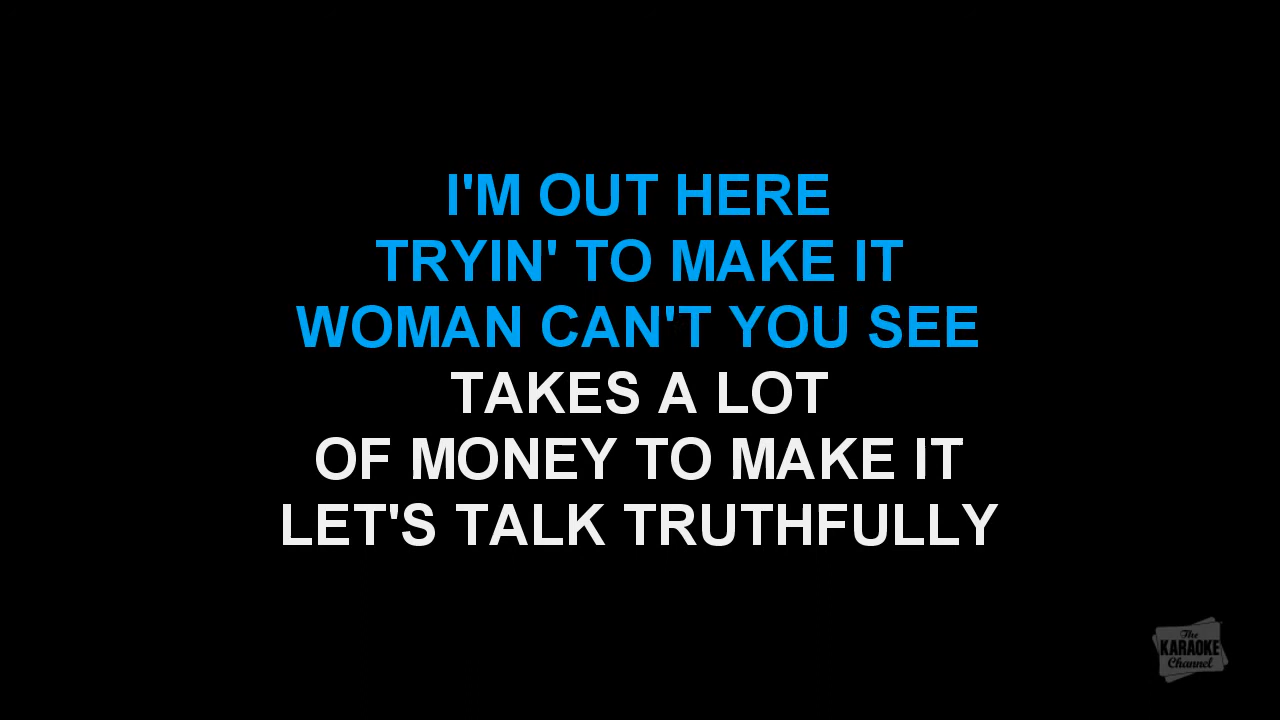 I'M OUT HERE
TRYIN' TO MAKE IT
WOMAN CAN'T YOU SEE
TAKES A LOT
OF MONEY TO MAKE IT
LET'S TALK TRUTHFULLY
The
KARAOKE
Channel